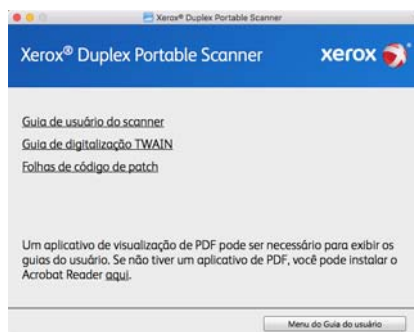 Xerox® Duplex Portable Scanner
Xerox® Duplex Portable Scanner
xerox
Guia de usuário do scanner
Guia de digitalização TWAIN
Folhas de código de patch
Um aplicativo de visualização de PDF pode ser necessário para exibir os
guias do usuário. Se não tiver um aplicativo de PDF, você pode instalar o
Acrobat Reader aqui.
Menu do Guia do usuário